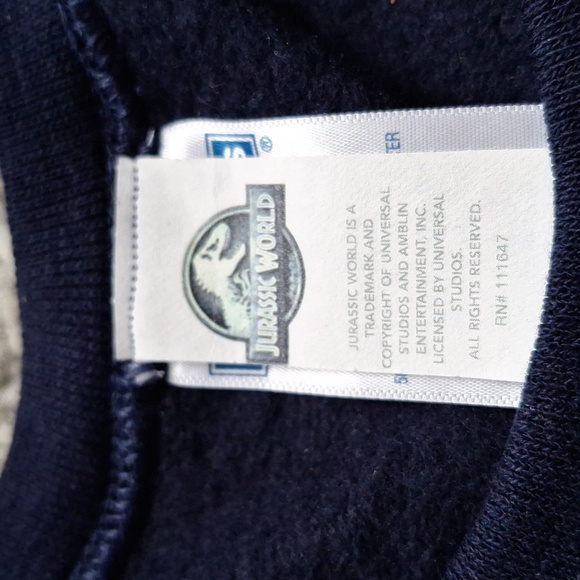 JURASSIC WORLD
JURASSIC WORLD IS A
TRADEMARK AND
COPYRIGHT OF UNIVERSAL
STUDIOS AND AMBLIN
ENTERTAINMENT, INC.
LICENSED BY UNIVERSAL
STUDIOS.
ALL RIGHTS RESERVED.
RN# 111647